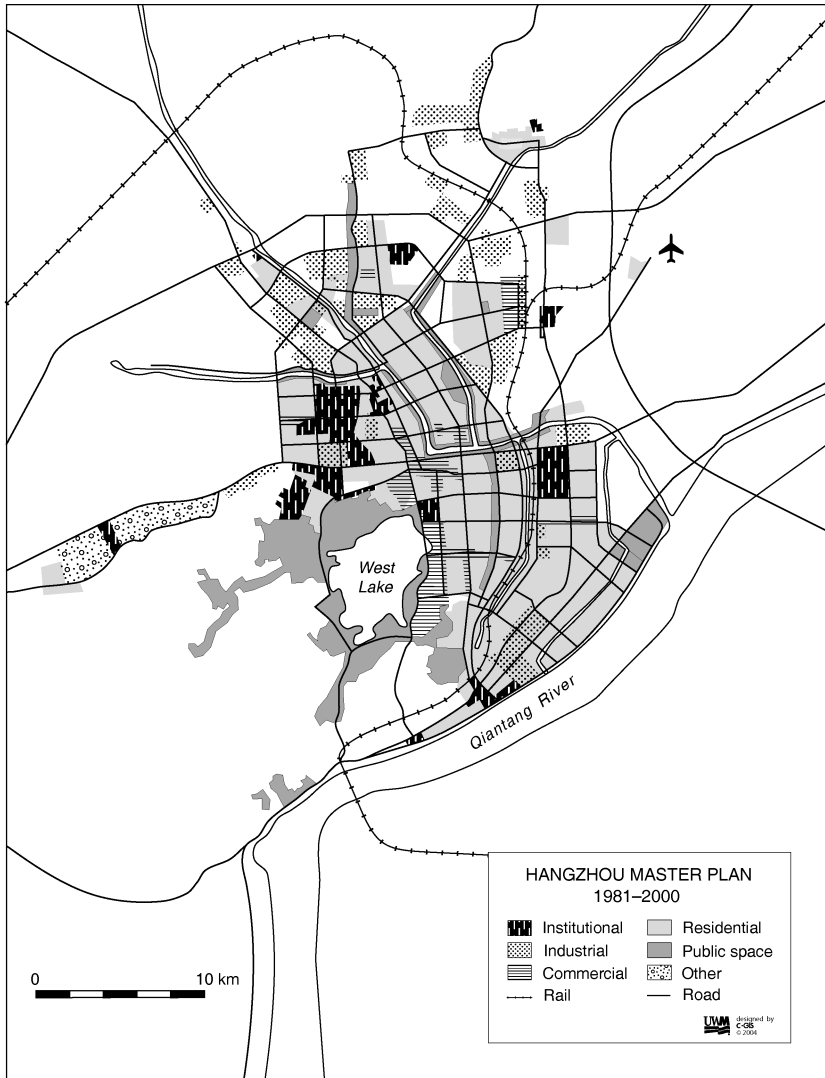 West
Lake
Qiantang River
HANGZHOU MASTER PLAN
1981–2000
Institutional
Residential
Industrial
Public space
Commercial
Other
Rail
Road
0
10 km
UWM
designed by
C-GIS
© 2004